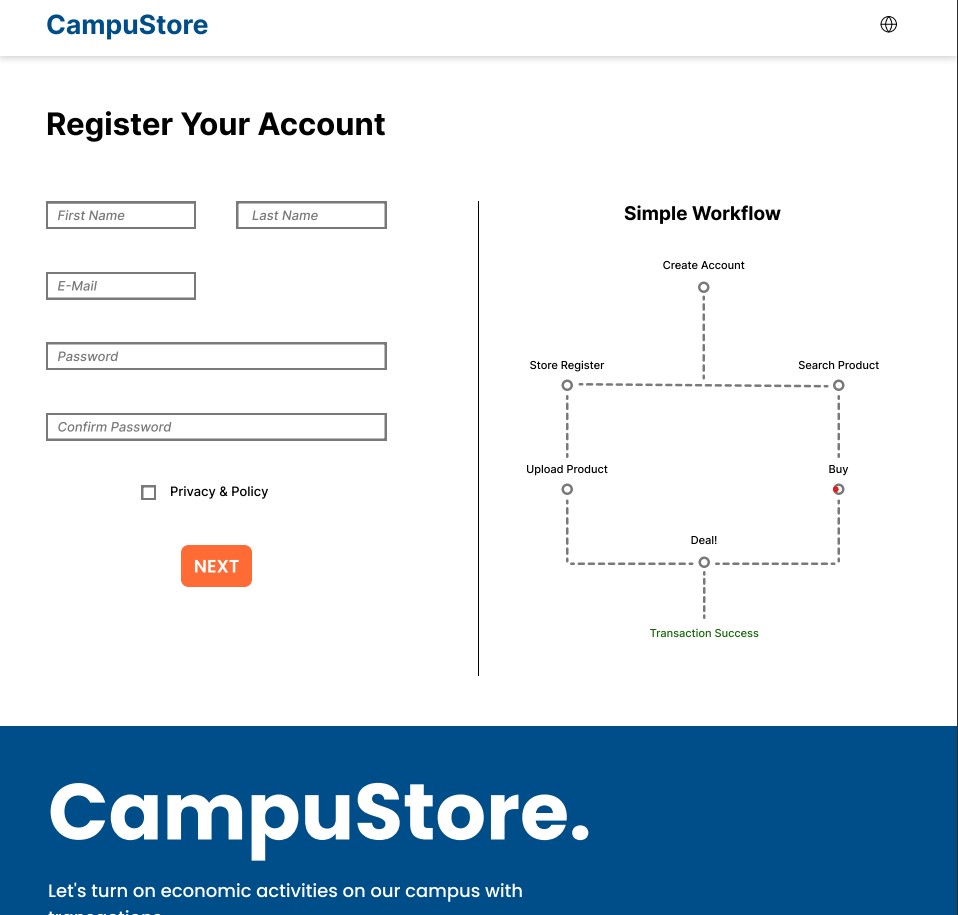 CampuStore
Register Your Account
First Name
Last Name
E-Mail
Password
Confirm Password
Privacy & Policy
NEXT
Simple Workflow
Create Account
Store Register
Search Product
Upload Product
Buy
Deal!
Transaction Success
CampuStore.
Let's turn on economic activities on our campus with
transactions